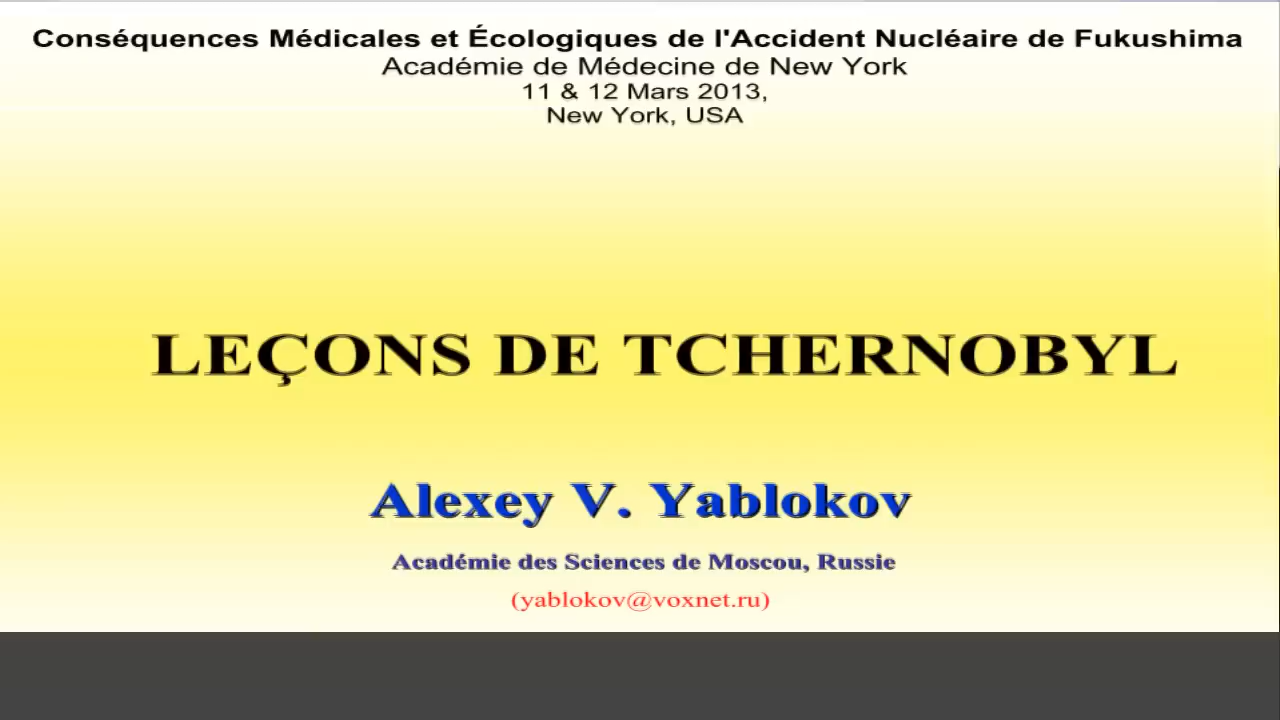 Conséquences Médicales et Écologiques de l'Accident Nucléaire de Fukushima
Académie de Médecine de New York
11 & 12 Mars 2013,
New York, USA
LEÇONS DE TCHERNOBYL
Alexey V. Yablokov
Académie des Sciences de Moscou, Russie
(yablokov@voxnet.ru)